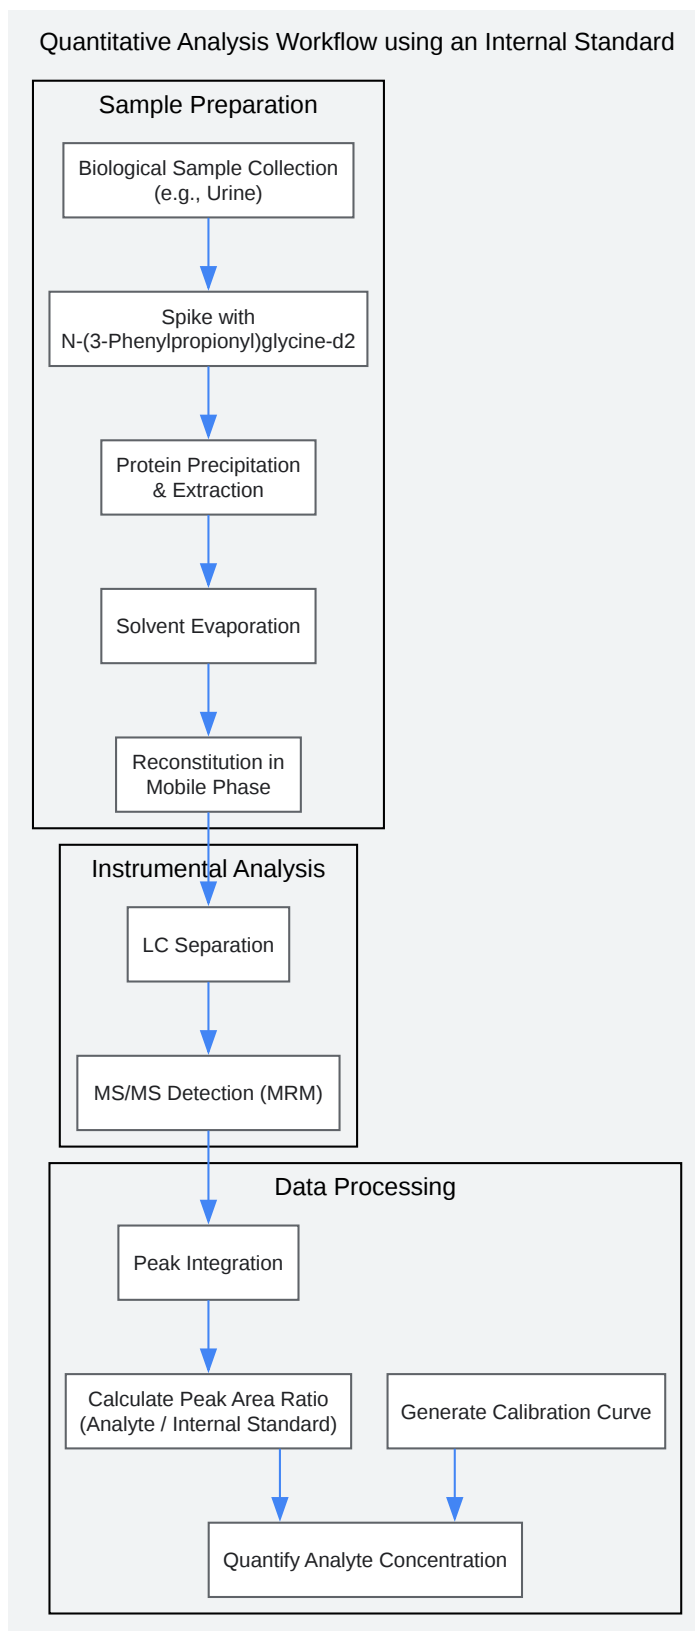 Quantitative Analysis Workflow using an Internal Standard
Sample Preparation
Biological Sample Collection
(e.g., Urine)
Spike with
N-(3-Phenylpropionyl)glycine-d2
Protein Precipitation
& Extraction
Solvent Evaporation
Reconstitution in
Mobile Phase
Instrumental Analysis
LC Separation
MS/MS Detection (MRM)
Data Processing
Peak Integration
Calculate Peak Area Ratio
(Analyte / Internal Standard)
Generate Calibration Curve
Quantify Analyte Concentration